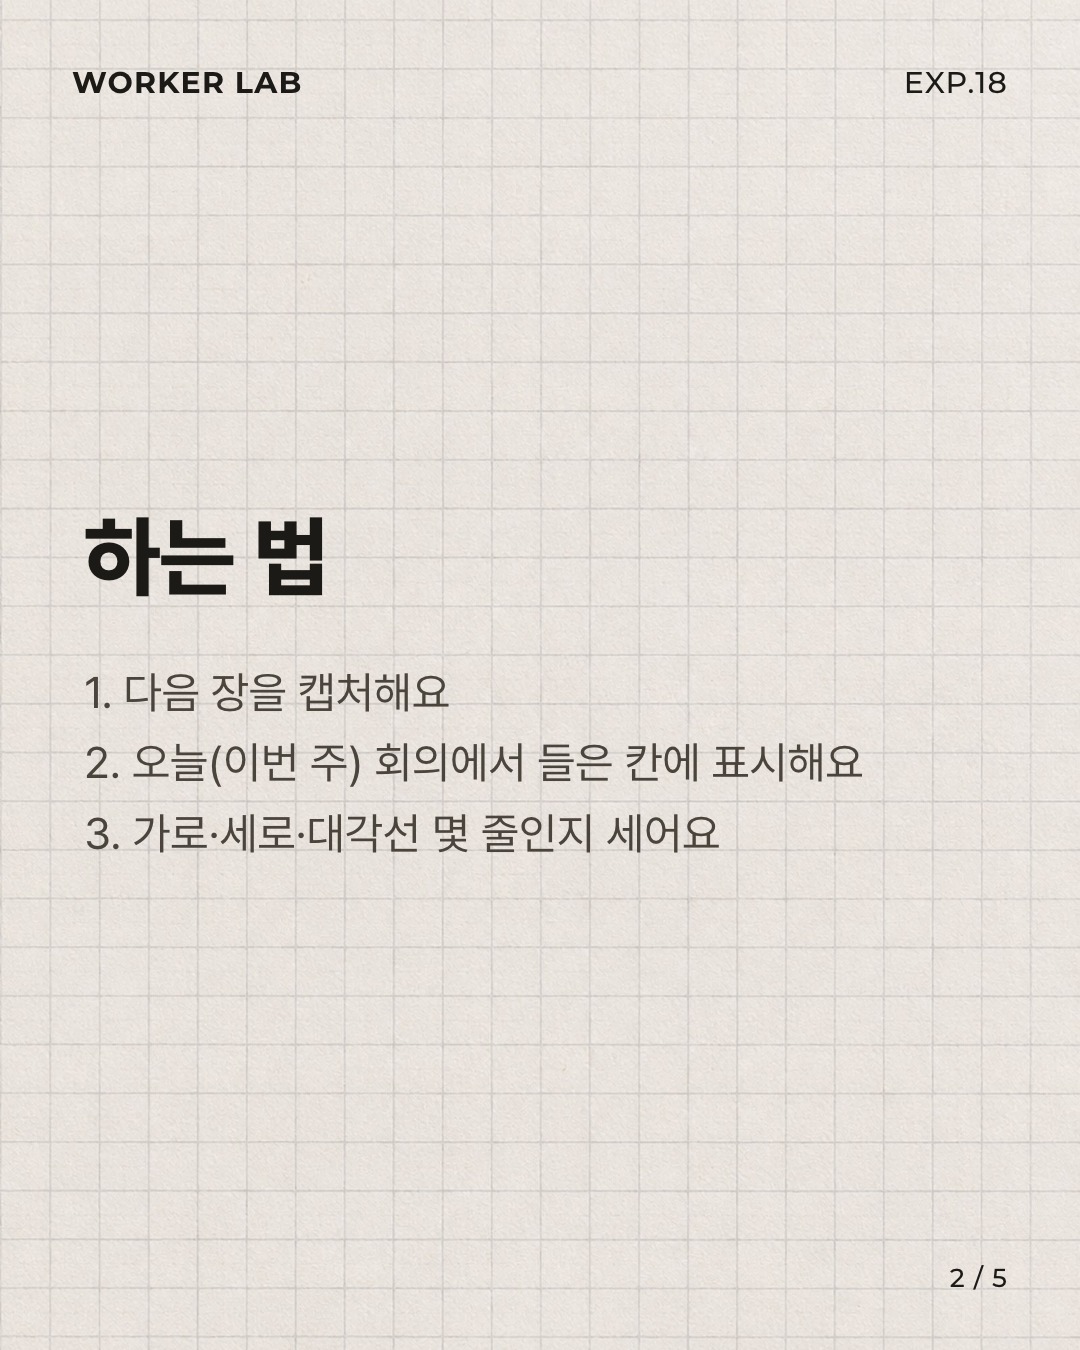 WORKER LAB
EXP.18
하는 법
1. 다음 장을 캡처해요
2. 오늘(이번 주) 회의에서 들은 칸에 표시해요
3. 가로·세로·대각선 몇 줄인지 세어요
2 / 5